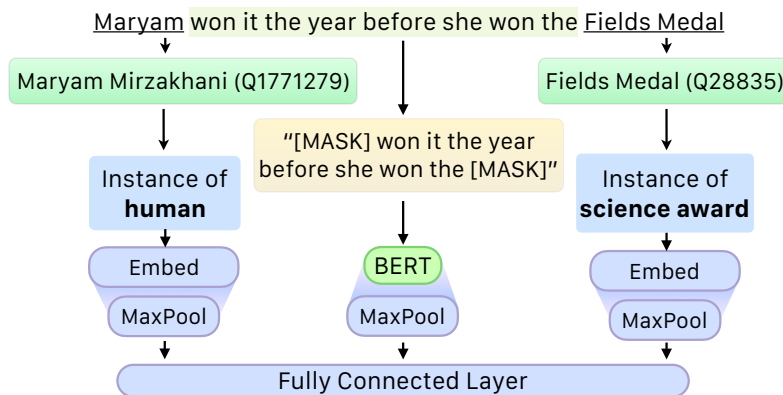 Maryam won it the year before she won the Fields Medal
Maryam Mirzakhani (Q1771279)
Fields Medal (Q28835)
“[MASK] won it the year
before she won the [MASK]”
Instance of
human
Instance of
science award
Embed
BERT
Embed
MaxPool
MaxPool
MaxPool
Fully Connected Layer